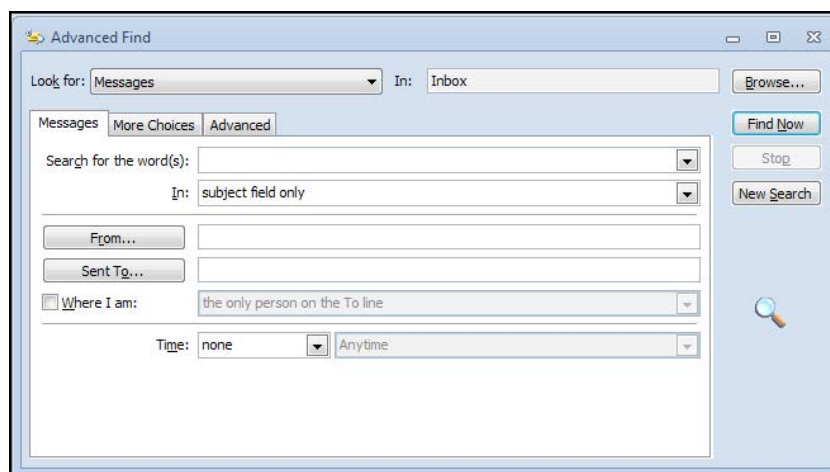 Advanced Find
Look for: Messages In: Inbox Browse...
Messages More Choices Advanced Find Now
Search for the word(s): Stop
In: subject field only New Search
From...
Sent To...
Where I am: the only person on the To line
Time: none Anytime